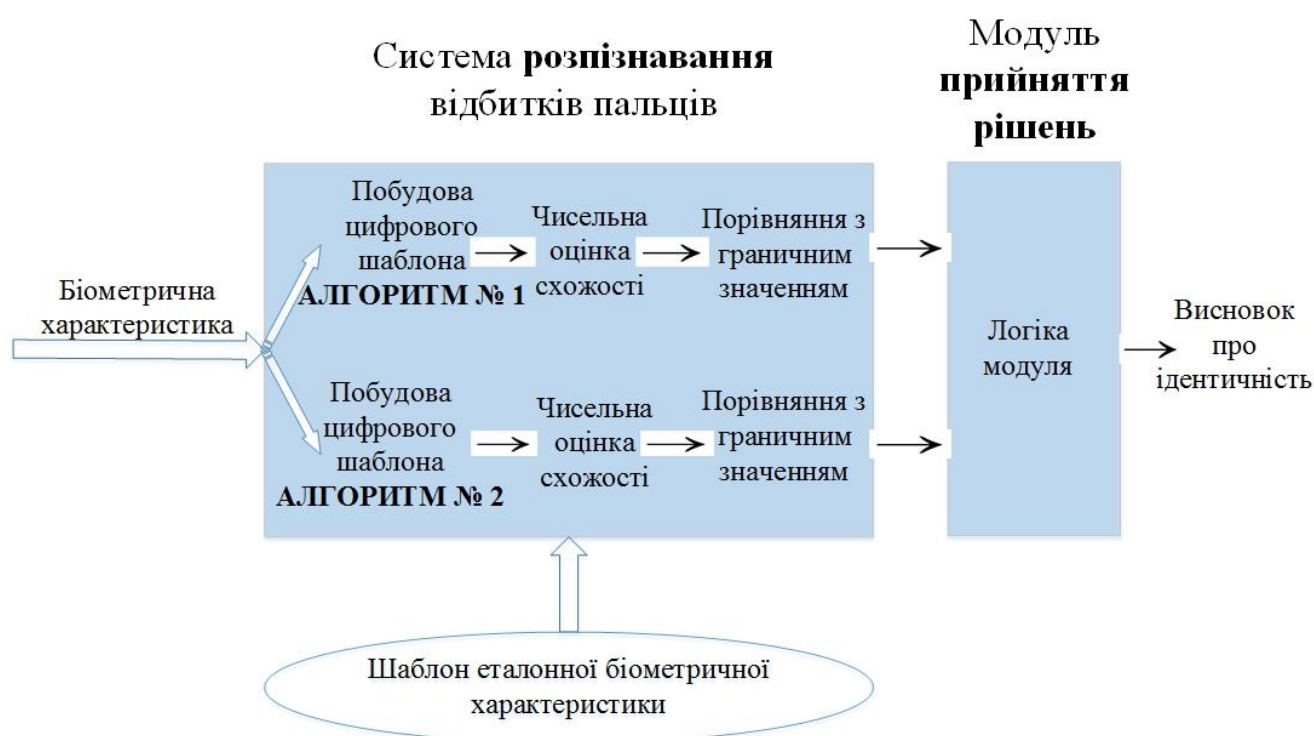 Система розпізнавання
відбитків пальців
Модуль
прийняття
рішень
Біометрична
характеристика
Побудова
цифрового
шаблона
АЛГОРИТМ № 1
Чисельна
оцінка
схожості
Порівняння з
граничним
значенням
Побудова
цифрового
шаблона
АЛГОРИТМ № 2
Чисельна
оцінка
схожості
Порівняння з
граничним
значенням
Логіка
модуля
Висновок
про
ідентичність
Шаблон еталонної біометричної
характеристики